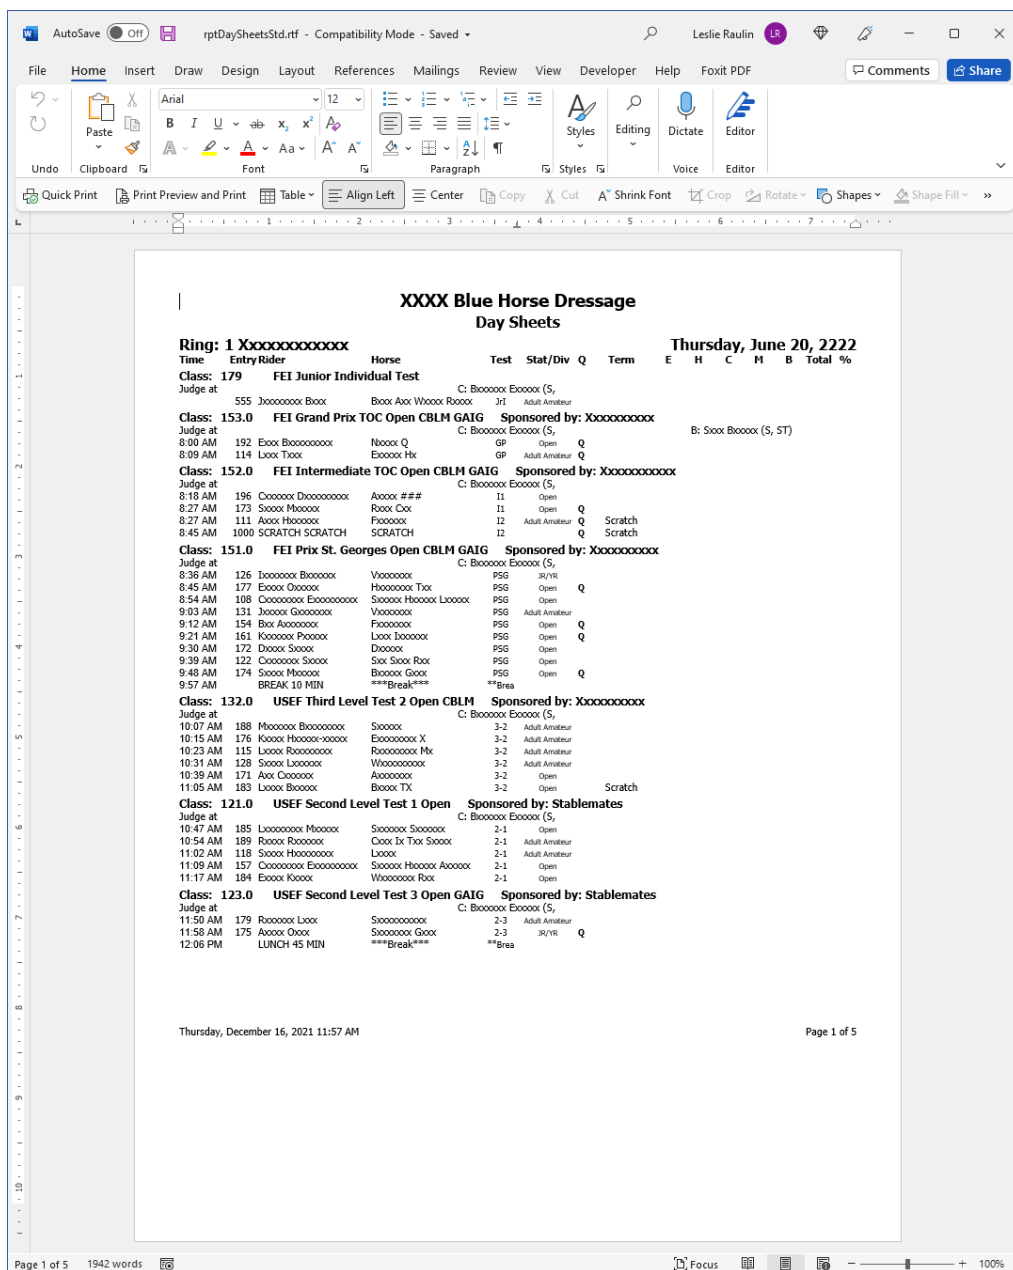 AutoSave Off rptDaySheetsStd.rtf - Compatibility Mode - Saved Leslie Raulin LR
File Home Insert Draw Design Layout References Mailings Review View Developer Help Foxit PDF Comments Share
Arial 12
Paste Styles Editing Dictate Editor
B I U ab x₂ x² A
A A Aa A A
Undo Clipboard Font Paragraph Styles Voice Editor
Quick Print Print Preview and Print Table Align Left Center Copy Cut Shrink Font Crop Rotate Shapes Shape Fill »
1 2 3 4 5 6 7
XXXX Blue Horse Dressage
Day Sheets
Ring: 1 Xxxxxxxxxxxx Thursday, June 20, 2222
Time Entry Rider Horse Test Stat/Div Q Term E H C M B Total %
Class: 179 FEI Junior Individual Test
Judge at C: Bxxxxxx Exxxxx (S,
555 Jxxxxxxxx Bxxx Bxxx Axx Wxxxx Rxxxx JrI Adult Amateur
Class: 153.0 FEI Grand Prix TOC Open CBLM GAIG Sponsored by: Xxxxxxxxxx
Judge at C: Bxxxxxx Exxxxx (S, B: Sxxx Bxxxxx (S, ST)
8:00 AM 192 Exxx Bxxxxxxxxx Nxxxx Q GP Open Q
8:09 AM 114 Lxxx Txxx Exxxxx Hx GP Adult Amateur Q
Class: 152.0 FEI Intermediate TOC Open CBLM GAIG Sponsored by: Xxxxxxxxxxx
Judge at C: Bxxxxxx Exxxxx (S,
8:18 AM 196 Cxxxxxx Dxxxxxxxxx Axxxx ### I1 Open
8:27 AM 173 Sxxxx Mxxxxx Rxxx Cxx I1 Open Q
8:27 AM 111 Axxx Hxxxxxx Fxxxxxx I2 Adult Amateur Q Scratch
8:45 AM 1000 SCRATCH SCRATCH SCRATCH I2 Q Scratch
Class: 151.0 FEI Prix St. Georges Open CBLM GAIG Sponsored by: Xxxxxxxxxx
Judge at C: Bxxxxxx Exxxxx (S,
8:36 AM 126 Ixxxxxxx Bxxxxxx Vxxxxxxx PSG JR/YR
8:45 AM 177 Exxxx Oxxxxx Hxxxxxxx Txx PSG Open Q
8:54 AM 108 Cxxxxxxxx Exxxxxxxxx Sxxxxx Hxxxxx Lxxxxx PSG Open
9:03 AM 131 Jxxxxx Gxxxxxxx Vxxxxxxx PSG Adult Amateur
9:12 AM 154 Bxx Axxxxxxx Fxxxxxxx PSG Open Q
9:21 AM 161 Kxxxxxx Pxxxxx Lxxx Ixxxxxx PSG Open Q
9:30 AM 172 Dxxxx Sxxxx Dxxxxx PSG Open
9:39 AM 122 Cxxxxxxx Sxxxx Sxx Sxxx Rxx PSG Open
9:48 AM 174 Sxxxx Mxxxxx Bxxxxx Gxxx PSG Open Q
9:57 AM BREAK 10 MIN ***Break*** **Brea
Class: 132.0 USEF Third Level Test 2 Open CBLM Sponsored by: Xxxxxxxxxx
Judge at C: Bxxxxxx Exxxxx (S,
10:07 AM 188 Mxxxxxx Bxxxxxxxx Sxxxxx 3-2 Adult Amateur
10:15 AM 176 Kxxxx Hxxxxx-xxxxx Exxxxxxxx X 3-2 Adult Amateur
10:23 AM 115 Lxxxx Rxxxxxxxx Rxxxxxxxx Mx 3-2 Adult Amateur
10:31 AM 128 Sxxxx Lxxxxxx Wxxxxxxxxx 3-2 Adult Amateur
10:39 AM 171 Axx Cxxxxxx Axxxxxxx 3-2 Open
11:05 AM 183 Lxxxx Bxxxxx Bxxxx TX 3-2 Open Scratch
Class: 121.0 USEF Second Level Test 1 Open Sponsored by: Stablemates
Judge at C: Bxxxxxx Exxxxx (S,
10:47 AM 185 Lxxxxxxxx Mxxxxx Sxxxxxx Sxxxxxx 2-1 Open
10:54 AM 189 Rxxxx Rxxxxxx Cxxx Ix Txx Sxxxx 2-1 Adult Amateur
11:02 AM 118 Sxxxx Hxxxxxxxx Lxxxx 2-1 Adult Amateur
11:09 AM 157 Cxxxxxxxx Exxxxxxxxx Sxxxxx Hxxxxx Axxxxx 2-1 Open
11:17 AM 184 Exxxx Kxxxx Wxxxxxxx Rxx 2-1 Open
Class: 123.0 USEF Second Level Test 3 Open GAIG Sponsored by: Stablemates
Judge at C: Bxxxxxx Exxxxx (S,
11:50 AM 179 Rxxxxxx Lxxx Sxxxxxxxxxx 2-3 Adult Amateur
11:58 AM 175 Axxxx Oxxx Sxxxxxxx Gxxx 2-3 JR/YR Q
12:06 PM LUNCH 45 MIN ***Break*** **Brea
Thursday, December 16, 2021 11:57 AM Page 1 of 5
Page 1 of 5 1942 words Focus 100%